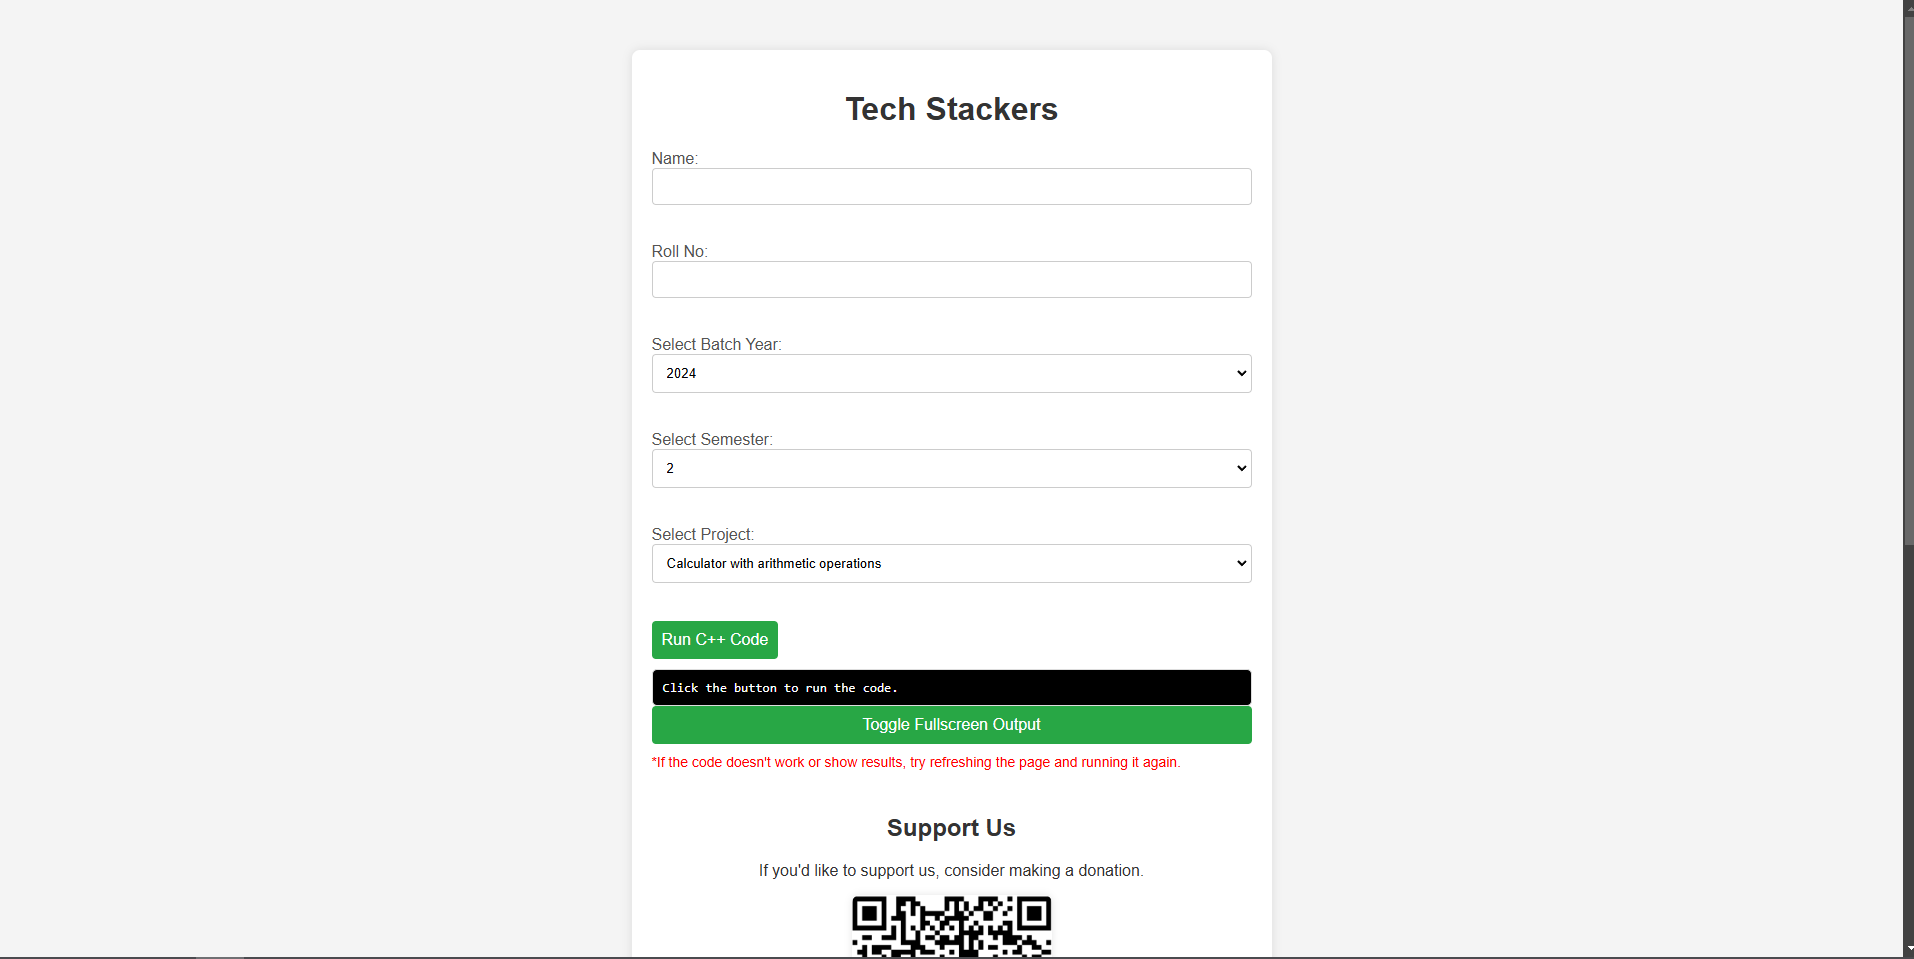 Tech Stackers
Name:
Roll No:
Select Batch Year:
2024
Select Semester:
2
Select Project:
Calculator with arithmetic operations
Run C++ Code
Click the button to run the code.
Toggle Fullscreen Output
*If the code doesn't work or show results, try refreshing the page and running it again.
Support Us
If you'd like to support us, consider making a donation.